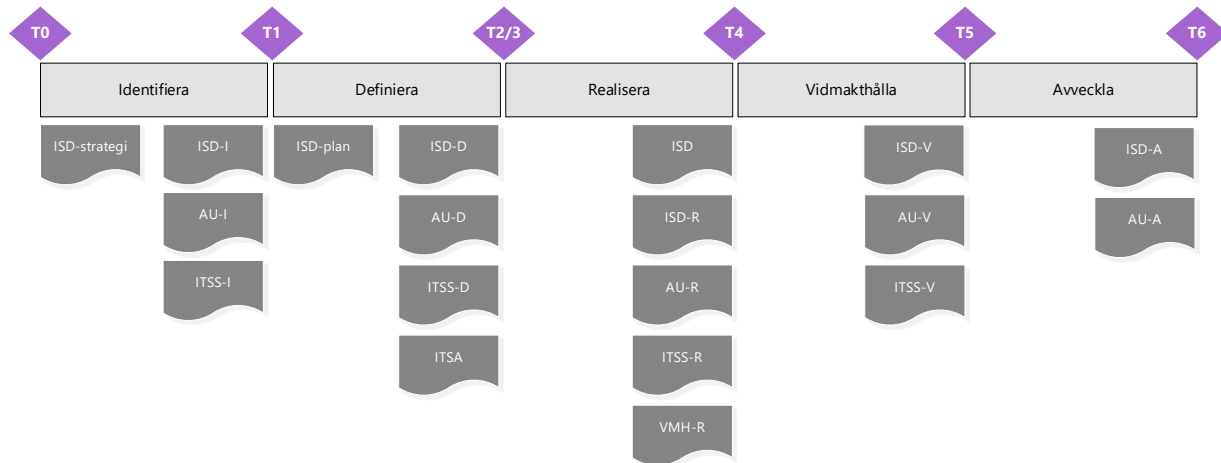 T0
T1
T2/3
T4
T5
T6
Identifiera
Definiera
Realisera
Vidmakthålla
Avveckla
ISD-strategi
ISD-I
ISD-plan
ISD-D
ISD
ISD-V
ISD-A
AU-I
AU-D
ISD-R
AU-V
AU-A
ITSS-I
ITSS-D
AU-R
ITSS-V
ITSA
ITSS-R
VMH-R